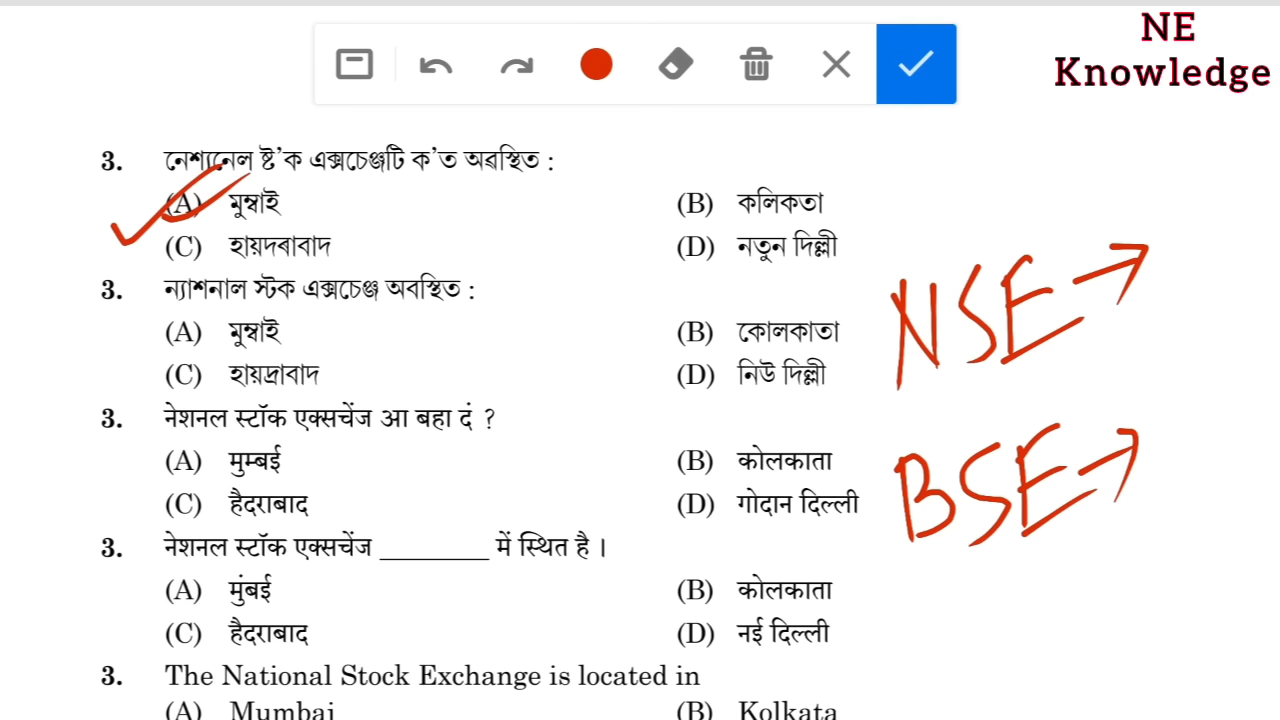 NE
Knowledge
3. নেশ্যনেল ষ্ট'ক এক্সচেঞ্জটি ক'ত অৱস্থিত :
(A) মুম্বাই (B) কলিকতা
(C) হায়দৰাবাদ (D) নতুন দিল্লী
3. ন্যাশনাল স্টক এক্সচেঞ্জ অবস্থিত :
(A) মুম্বাই (B) কোলকাতা
(C) হায়দ্রাবাদ (D) নিউ দিল্লী
3. नेशनल स्टॉक एक्सचेंज आ बहा दं ?
(A) मुम्बई (B) कोलकाता
(C) हैदराबाद (D) गोदान दिल्ली
3. नेशनल स्टॉक एक्सचेंज ________ में स्थित है ।
(A) मुंबई (B) कोलकाता
(C) हैदराबाद (D) नई दिल्ली
3. The National Stock Exchange is located in
(A) Mumbai (B) Kolkata
NSE →
BSE →